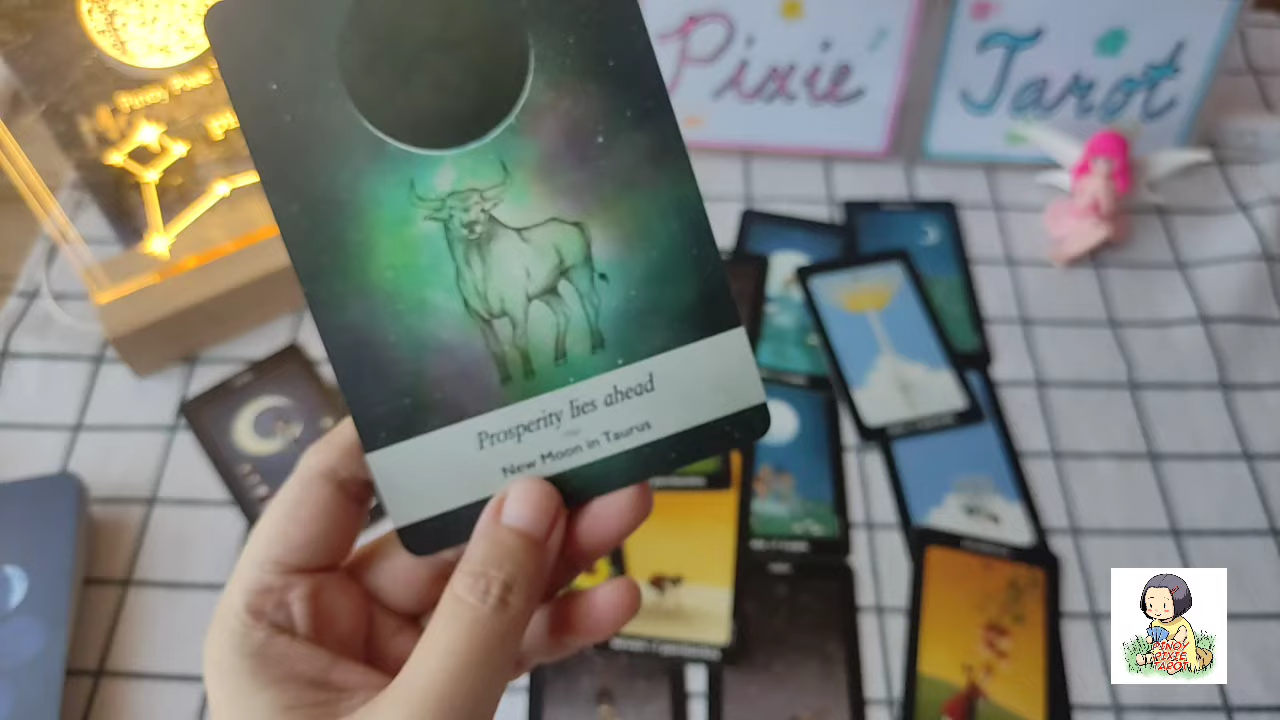 Pixie
Tarot
Prosperity lies ahead
New Moon in Taurus
PINOY
PIXIE
TAROT